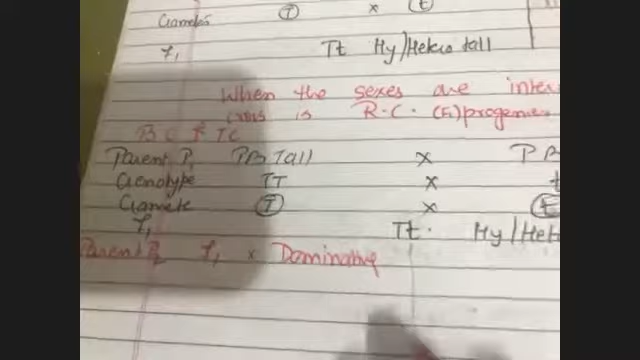 Gametes T x t
F1 Tt Hy/Hetero tall
When the sexes are inter
cross is R.C. (F1) progenies
B C & T C
Parent P1 PB Tall x P B
Genotype TT x t
Gamete T x t
F1 Tt. Hy/Hete
Parent P2 F1 x Dominating